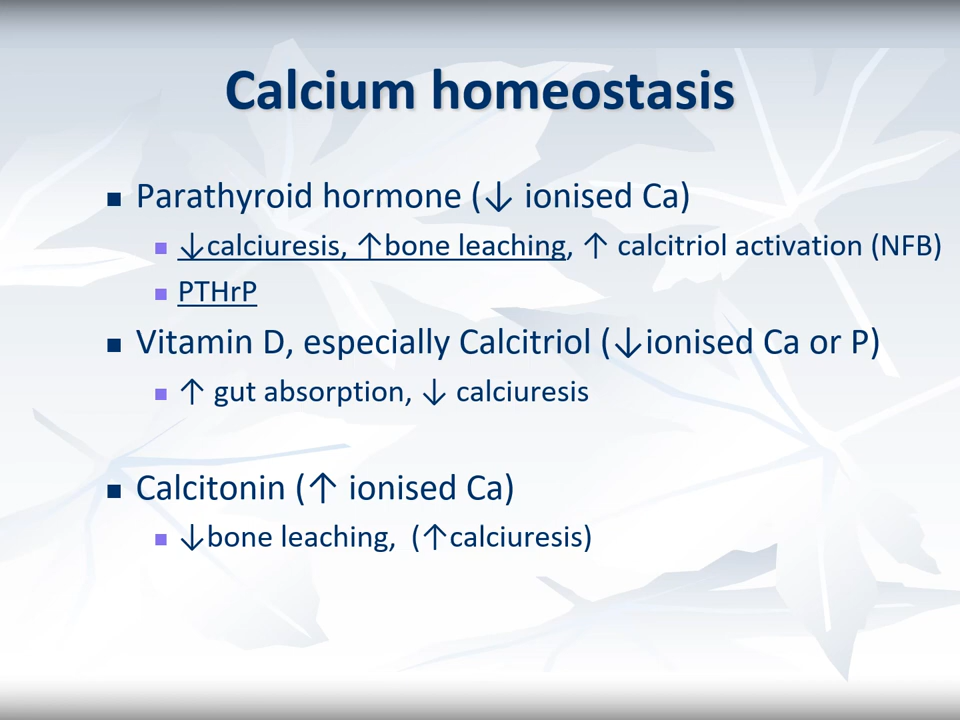 Calcium homeostasis
Parathyroid hormone (↓ ionised Ca)
↓calciuresis, ↑bone leaching, ↑ calcitriol activation (NFB)
PTHrP
Vitamin D, especially Calcitriol (↓ionised Ca or P)
↑ gut absorption, ↓ calciuresis
Calcitonin (↑ ionised Ca)
↓bone leaching, (↑calciuresis)